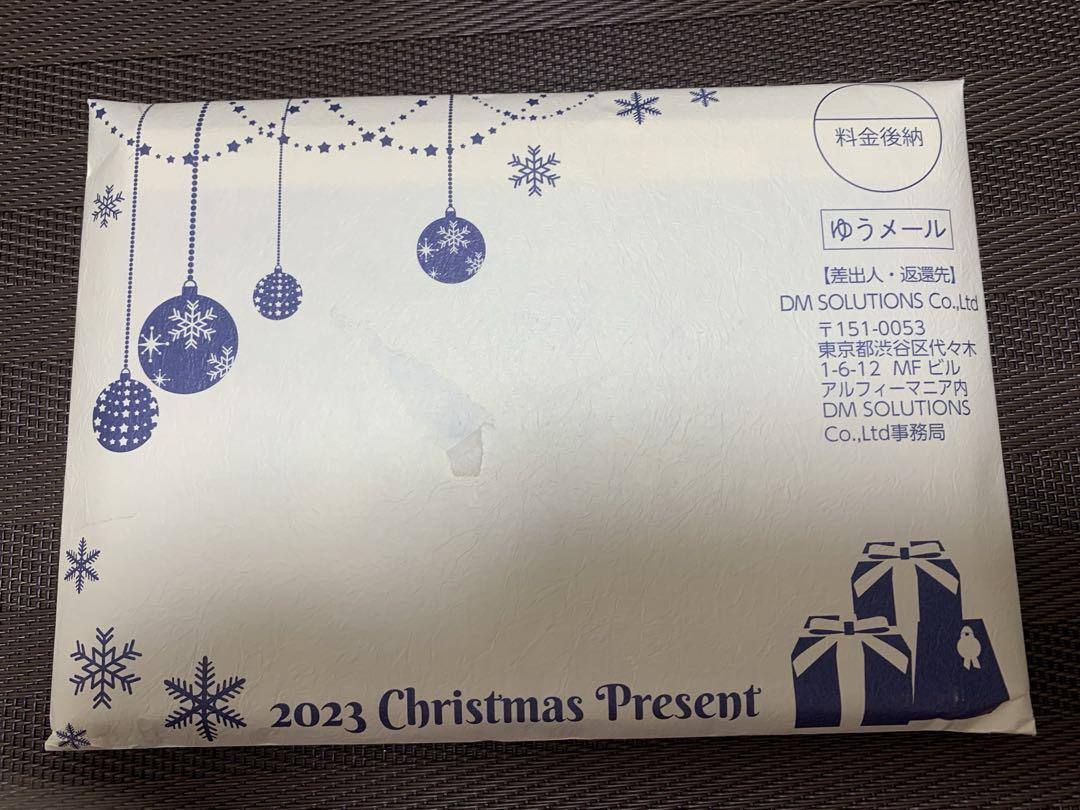 料金後納
ゆうメール
【差出人・返還先】
DM SOLUTIONS Co.,Ltd
〒151-0053
東京都渋谷区代々木
1-6-12 MF ビル
アルフィーマニア内
DM SOLUTIONS
Co.,Ltd事務局
2023 Christmas Present